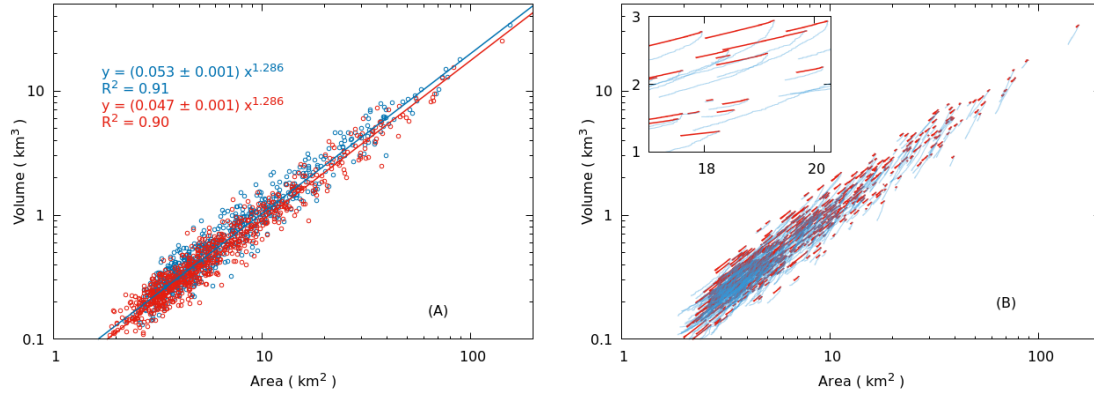 y = (0.053 ± 0.001) x^1.286
R² = 0.91
y = (0.047 ± 0.001) x^1.286
R² = 0.90
Volume ( km³ )
10
1
0.1
1
10
100
Area ( km² )
(A)
3
2
1
18
20
Volume ( km³ )
10
1
0.1
1
10
100
Area ( km² )
(B)